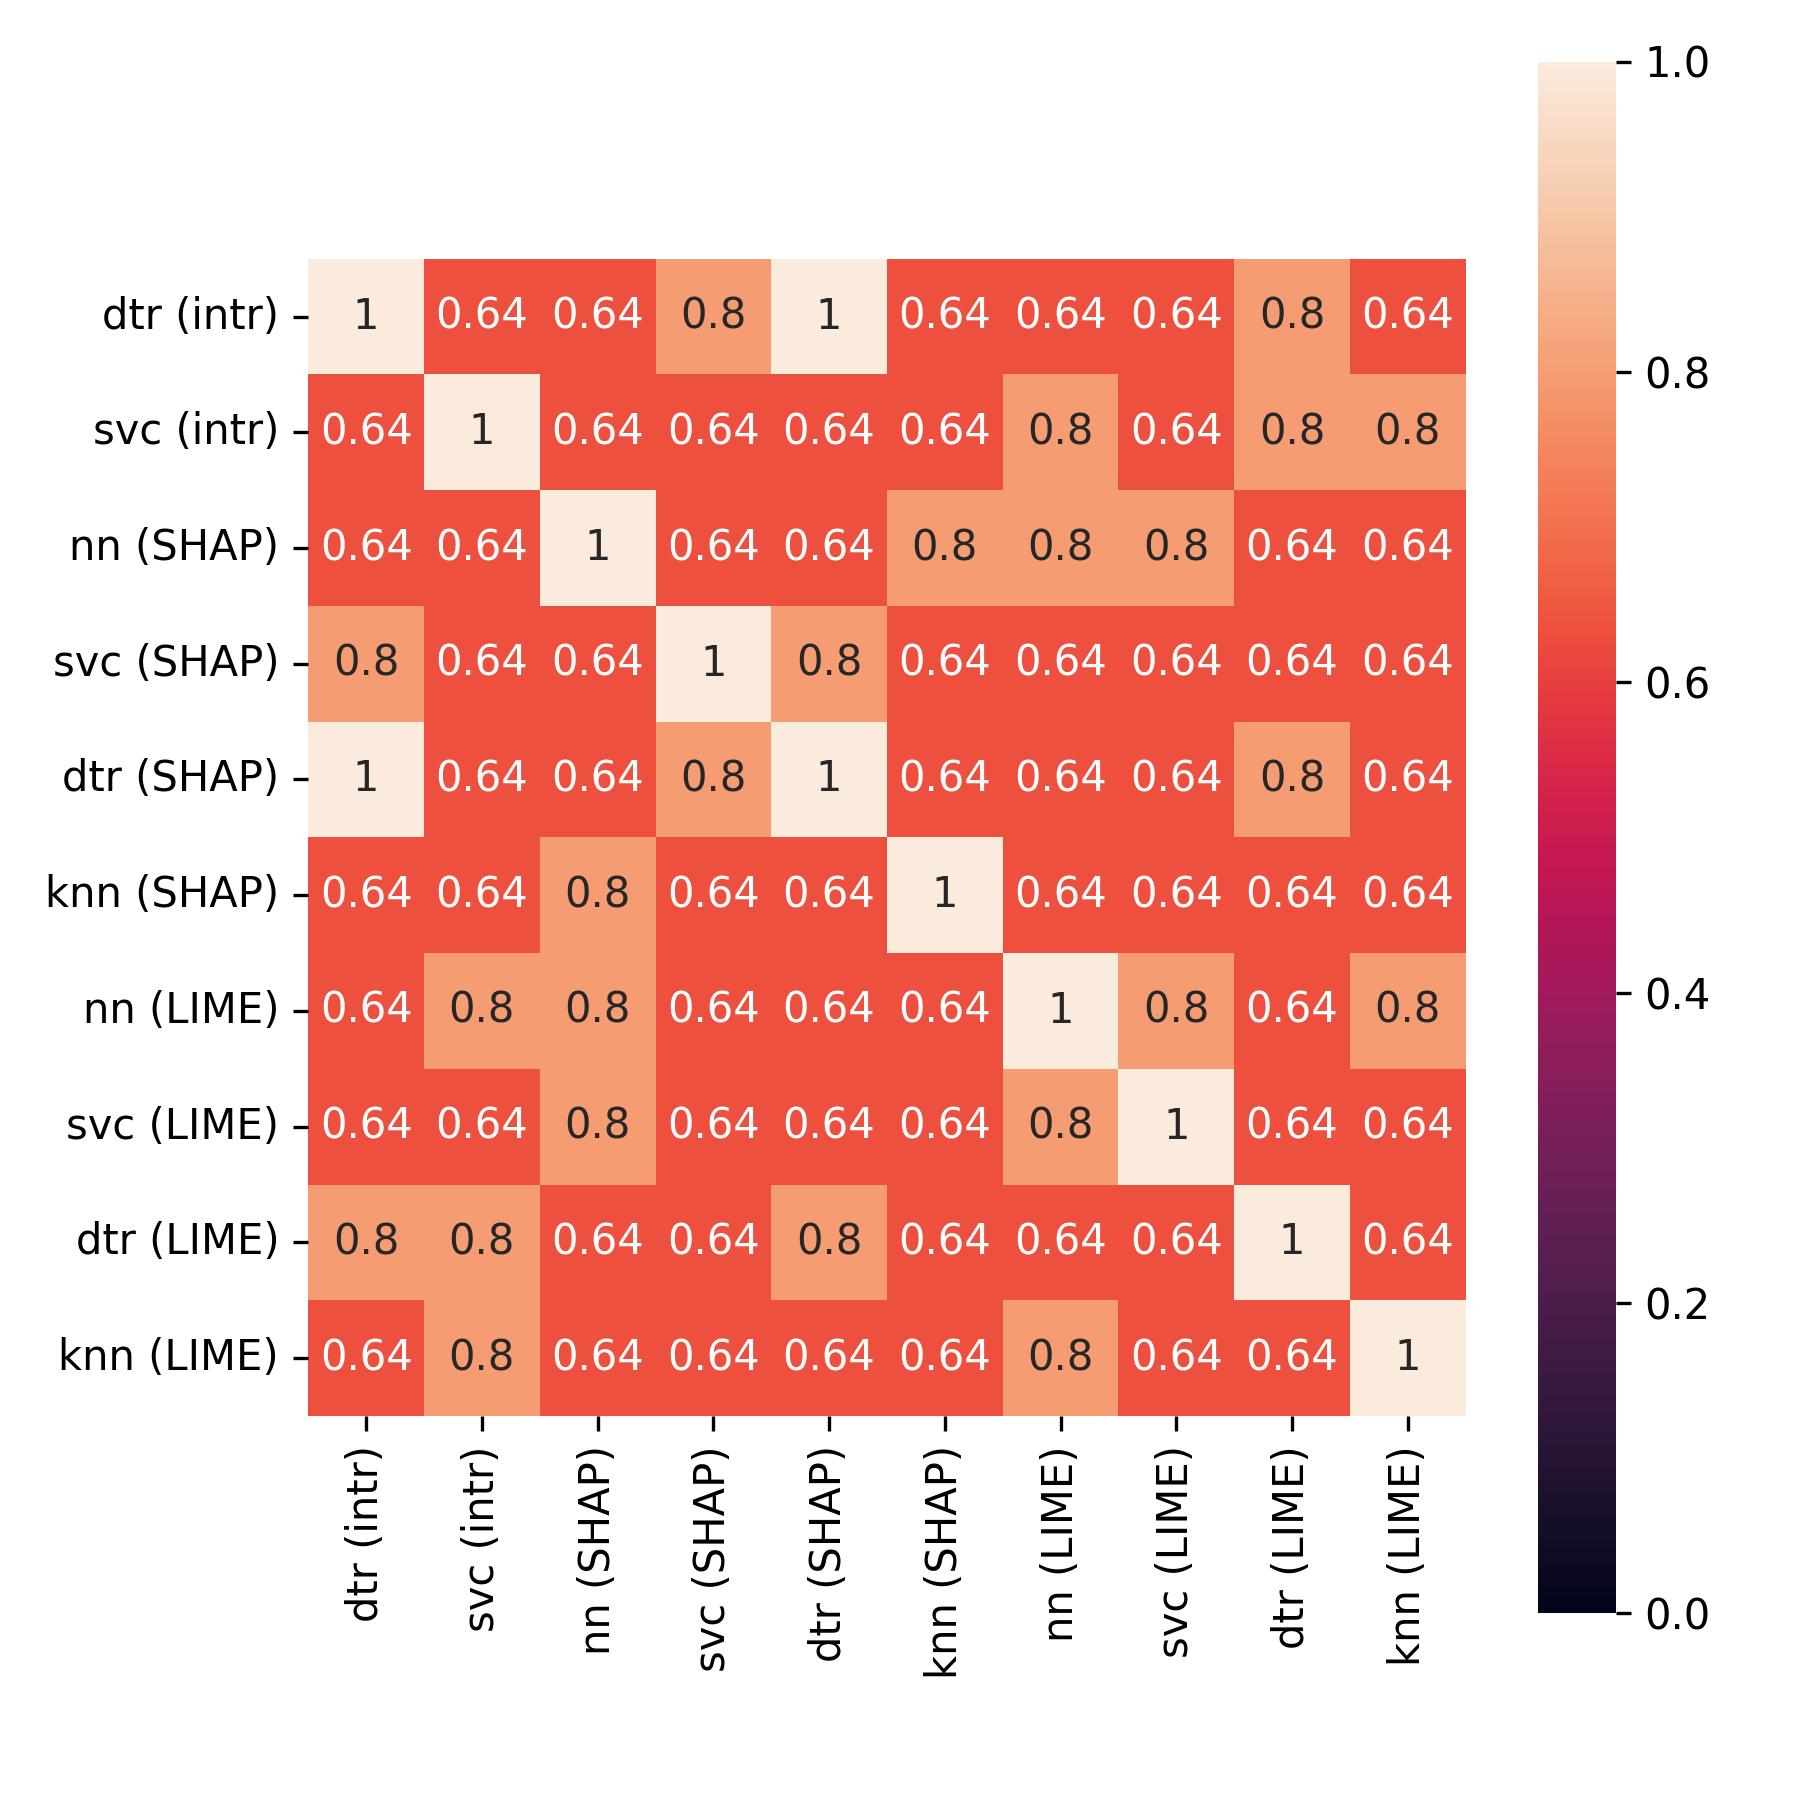 1.0
dtr (intr) 1 0.64 0.64 0.8 1 0.64 0.64 0.64 0.8 0.64
0.8
svc (intr) 0.64 1 0.64 0.64 0.64 0.64 0.8 0.64 0.8 0.8
nn (SHAP) 0.64 0.64 1 0.64 0.64 0.8 0.8 0.8 0.64 0.64
svc (SHAP) 0.8 0.64 0.64 1 0.8 0.64 0.64 0.64 0.64 0.64
0.6
dtr (SHAP) 1 0.64 0.64 0.8 1 0.64 0.64 0.64 0.8 0.64
knn (SHAP) 0.64 0.64 0.8 0.64 0.64 1 0.64 0.64 0.64 0.64
0.4
nn (LIME) 0.64 0.8 0.8 0.64 0.64 0.64 1 0.8 0.64 0.8
svc (LIME) 0.64 0.64 0.8 0.64 0.64 0.64 0.8 1 0.64 0.64
dtr (LIME) 0.8 0.8 0.64 0.64 0.8 0.64 0.64 0.64 1 0.64
0.2
knn (LIME) 0.64 0.8 0.64 0.64 0.64 0.64 0.8 0.64 0.64 1
dtr (intr)
svc (intr)
nn (SHAP)
svc (SHAP)
dtr (SHAP)
knn (SHAP)
nn (LIME)
svc (LIME)
dtr (LIME)
knn (LIME)
0.0